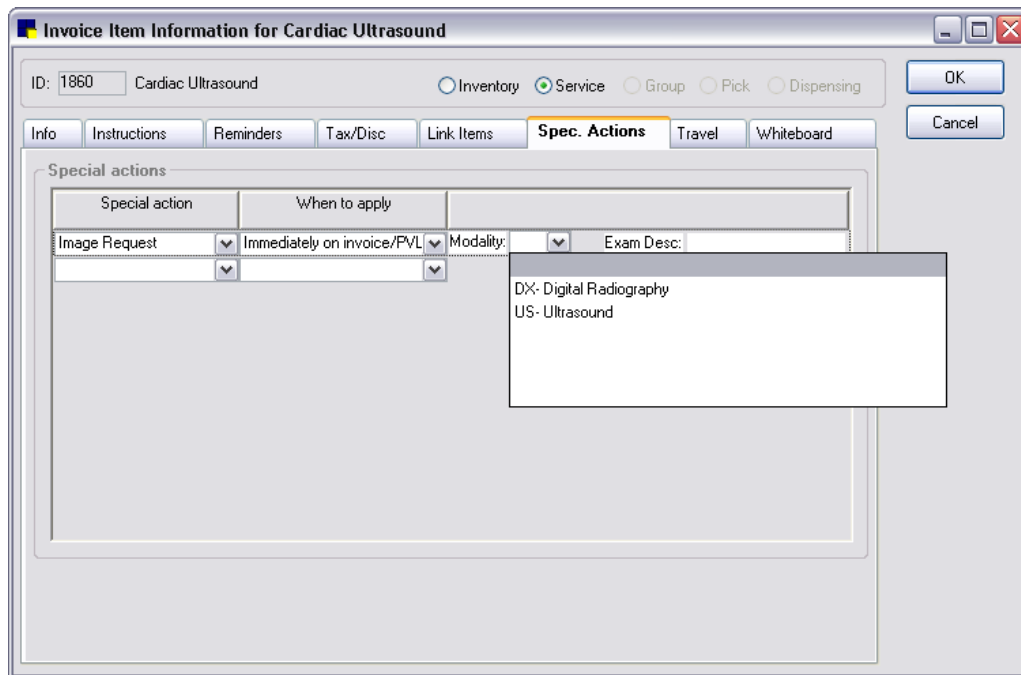 Invoice Item Information for Cardiac Ultrasound
ID: 1860 Cardiac Ultrasound Inventory Service Group Pick Dispensing
OK
Cancel
Info Instructions Reminders Tax/Disc Link Items Spec. Actions Travel Whiteboard
Special actions
Special action When to apply
Image Request Immediately on invoice/PVL Modality: Exam Desc:
DX- Digital Radiography
US- Ultrasound